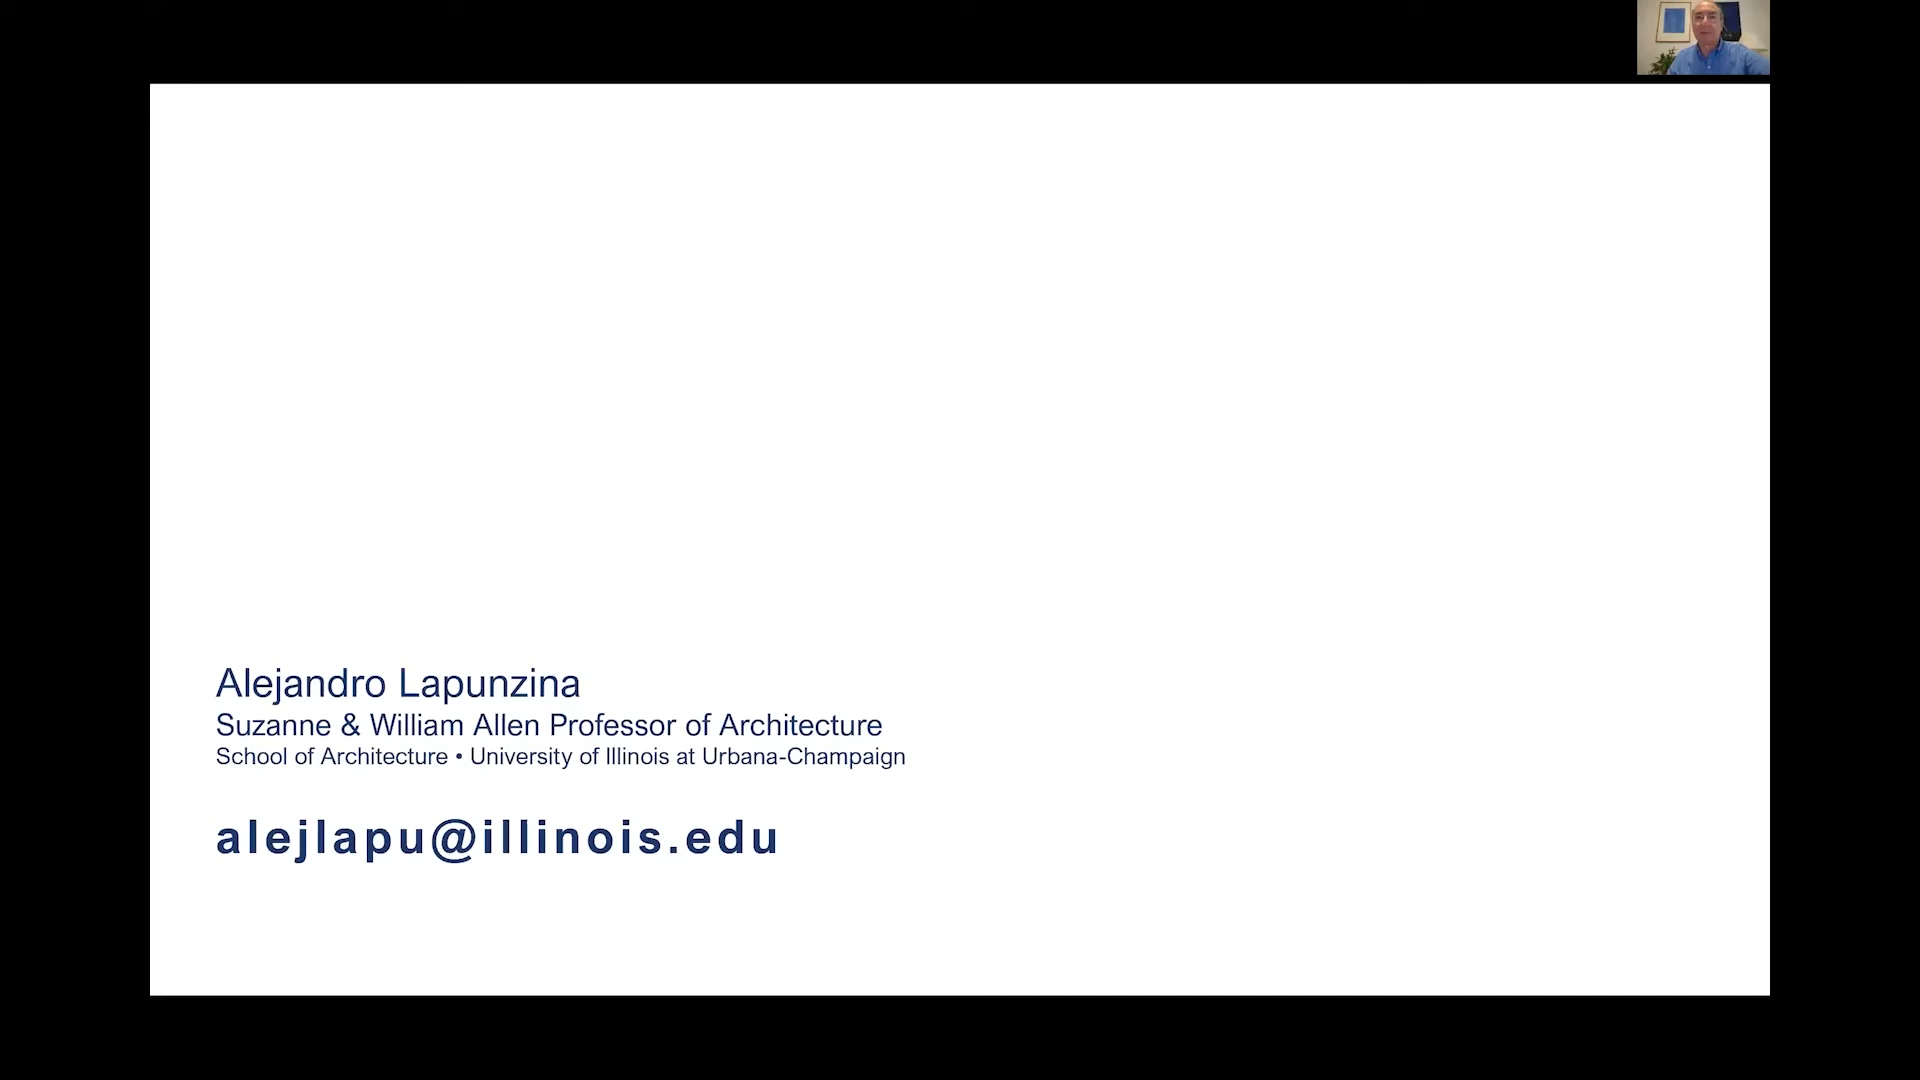 Alejandro Lapunzina
Suzanne & William Allen Professor of Architecture
School of Architecture • University of Illinois at Urbana-Champaign
alejlapu@illinois.edu